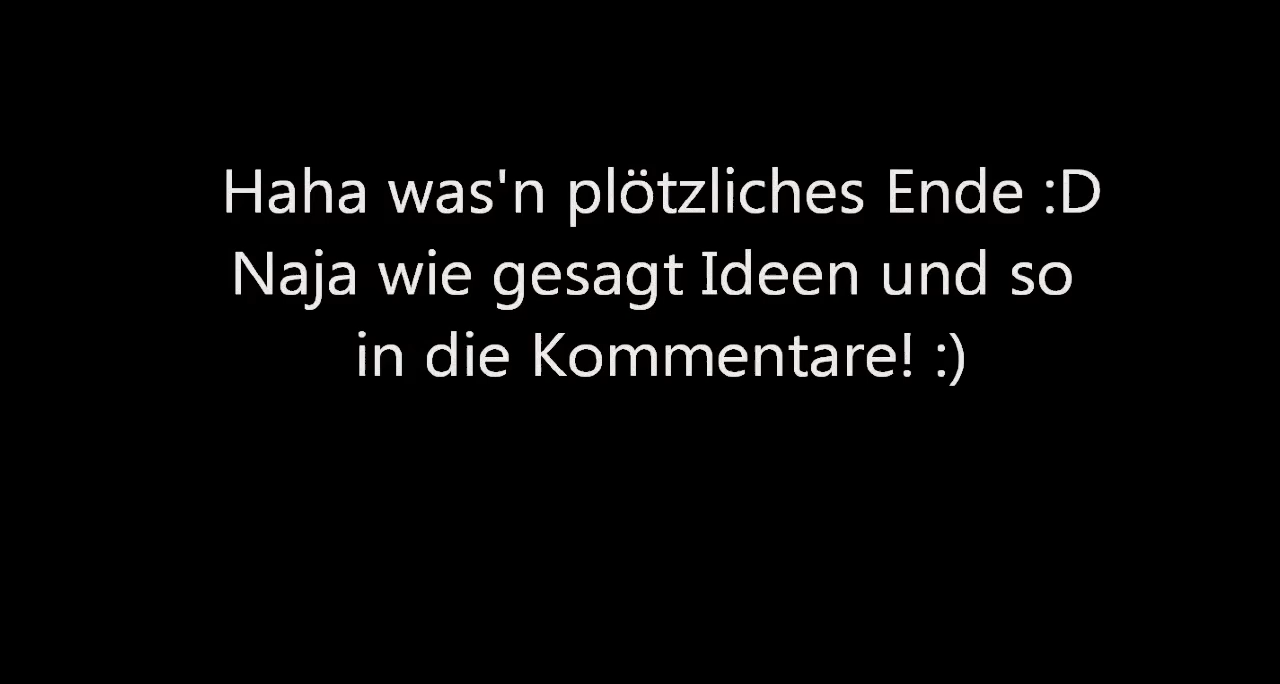 Haha was'n plötzliches Ende :D
Naja wie gesagt Ideen und so
in die Kommentare! :)